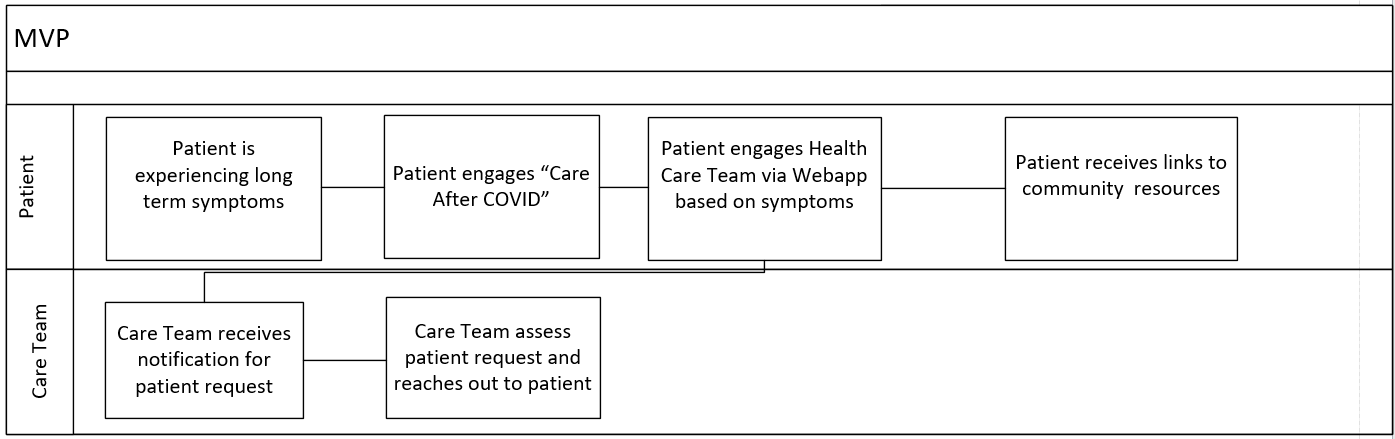 MVP
Patient
Patient is
experiencing long
term symptoms
Patient engages “Care
After COVID”
Patient engages Health
Care Team via Webapp
based on symptoms
Patient receives links to
community resources
Care Team
Care Team receives
notification for
patient request
Care Team assess
patient request and
reaches out to patient